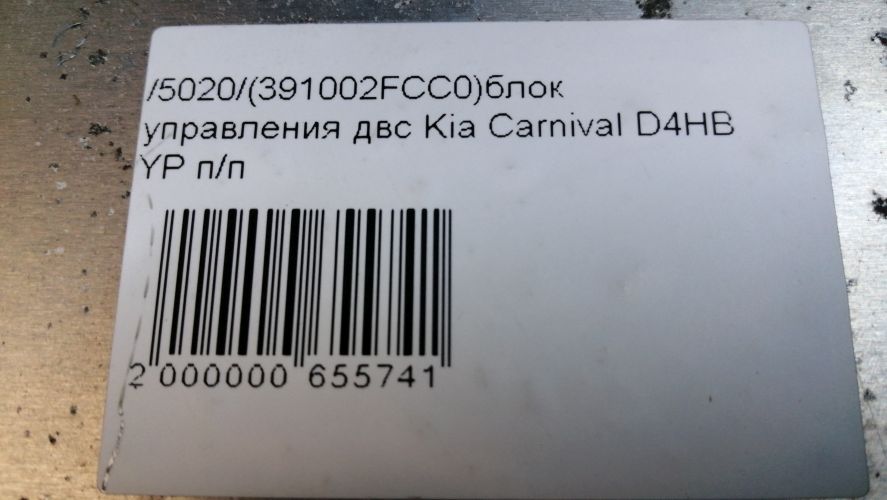 /5020/(391002FCC0)блок
управления двс Kia Carnival D4HB
YP п/п
2 000000 655741